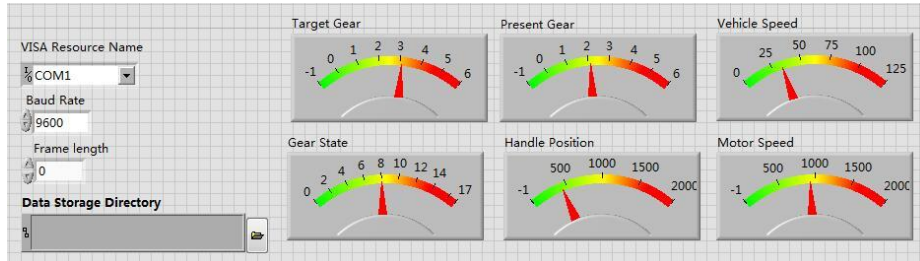 VISA Resource Name
COM1
Baud Rate
9600
Frame length
0
Data Storage Directory
Target Gear
-1 0 1 2 3 4 5 6
Present Gear
-1 0 1 2 3 4 5 6
Vehicle Speed
0 25 50 75 100 125
Gear State
0 2 4 6 8 10 12 14 17
Handle Position
-1 500 1000 1500 2000
Motor Speed
-1 500 1000 1500 2000